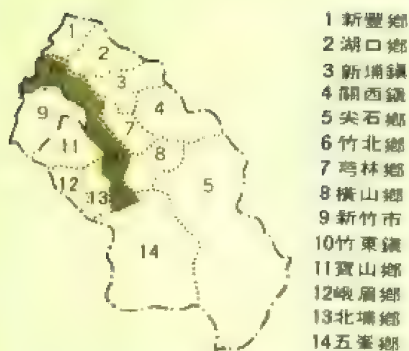 1 新豐鄉
2 湖口鄉
3 新埔鎮
4 關西鎮
5 尖石鄉
6 竹北鄉
7 芎林鄉
8 橫山鄉
9 新竹市
10竹東鎮
11寶山鄉
12峨眉鄉
13北埔鄉
14五峯鄉
1
2
3
4
9
7
11
8
5
12
13
14